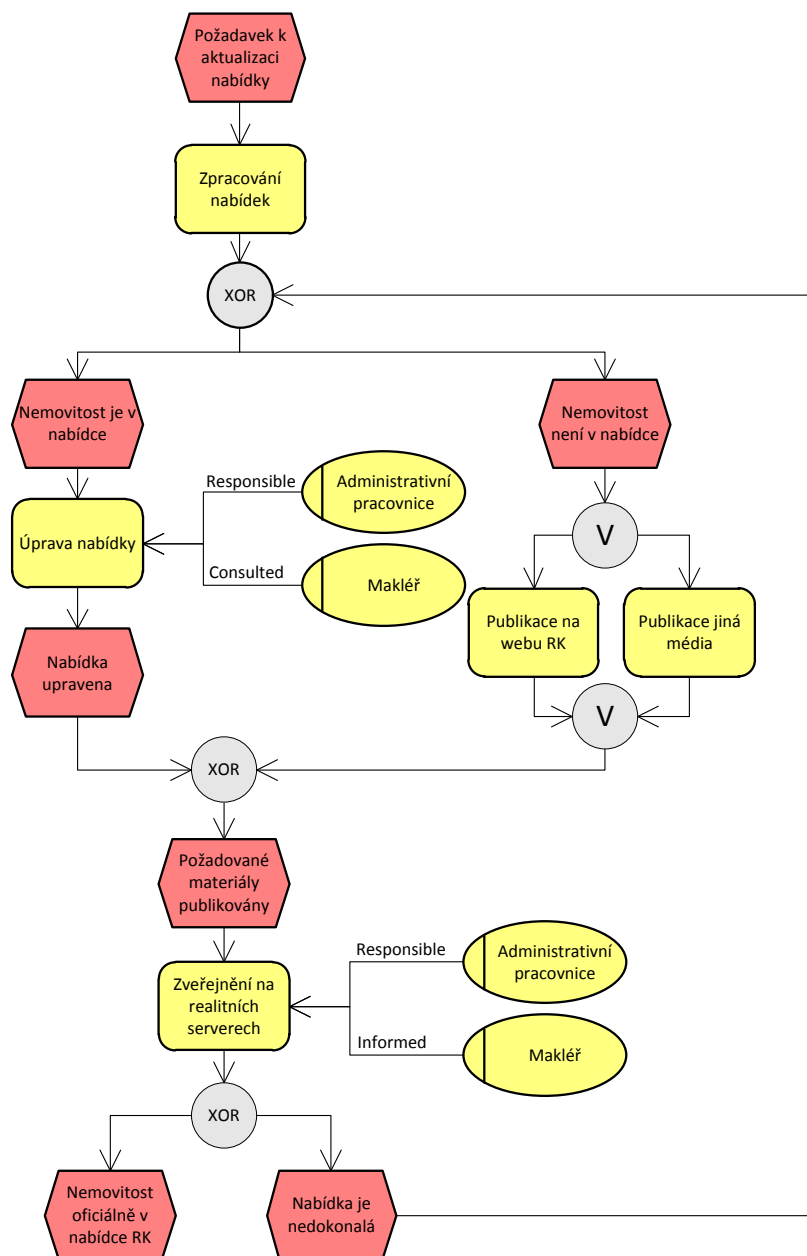 Požadavek k
aktualizaci
nabídky
Zpracování
nabídek
XOR
Nemovitost je v
nabídce
Nemovitost
není v nabídce
Responsible
Administrativní
pracovnice
Úprava nabídky
Consulted
Makléř
V
Publikace na
webu RK
Publikace jiná
média
Nabídka
upravena
V
XOR
Požadované
materiály
publikovány
Responsible
Administrativní
pracovnice
Zveřejnění na
realitních
serverech
Informed
Makléř
XOR
Nemovitost
oficiálně v
nabídce RK
Nabídka je
nedokonalá